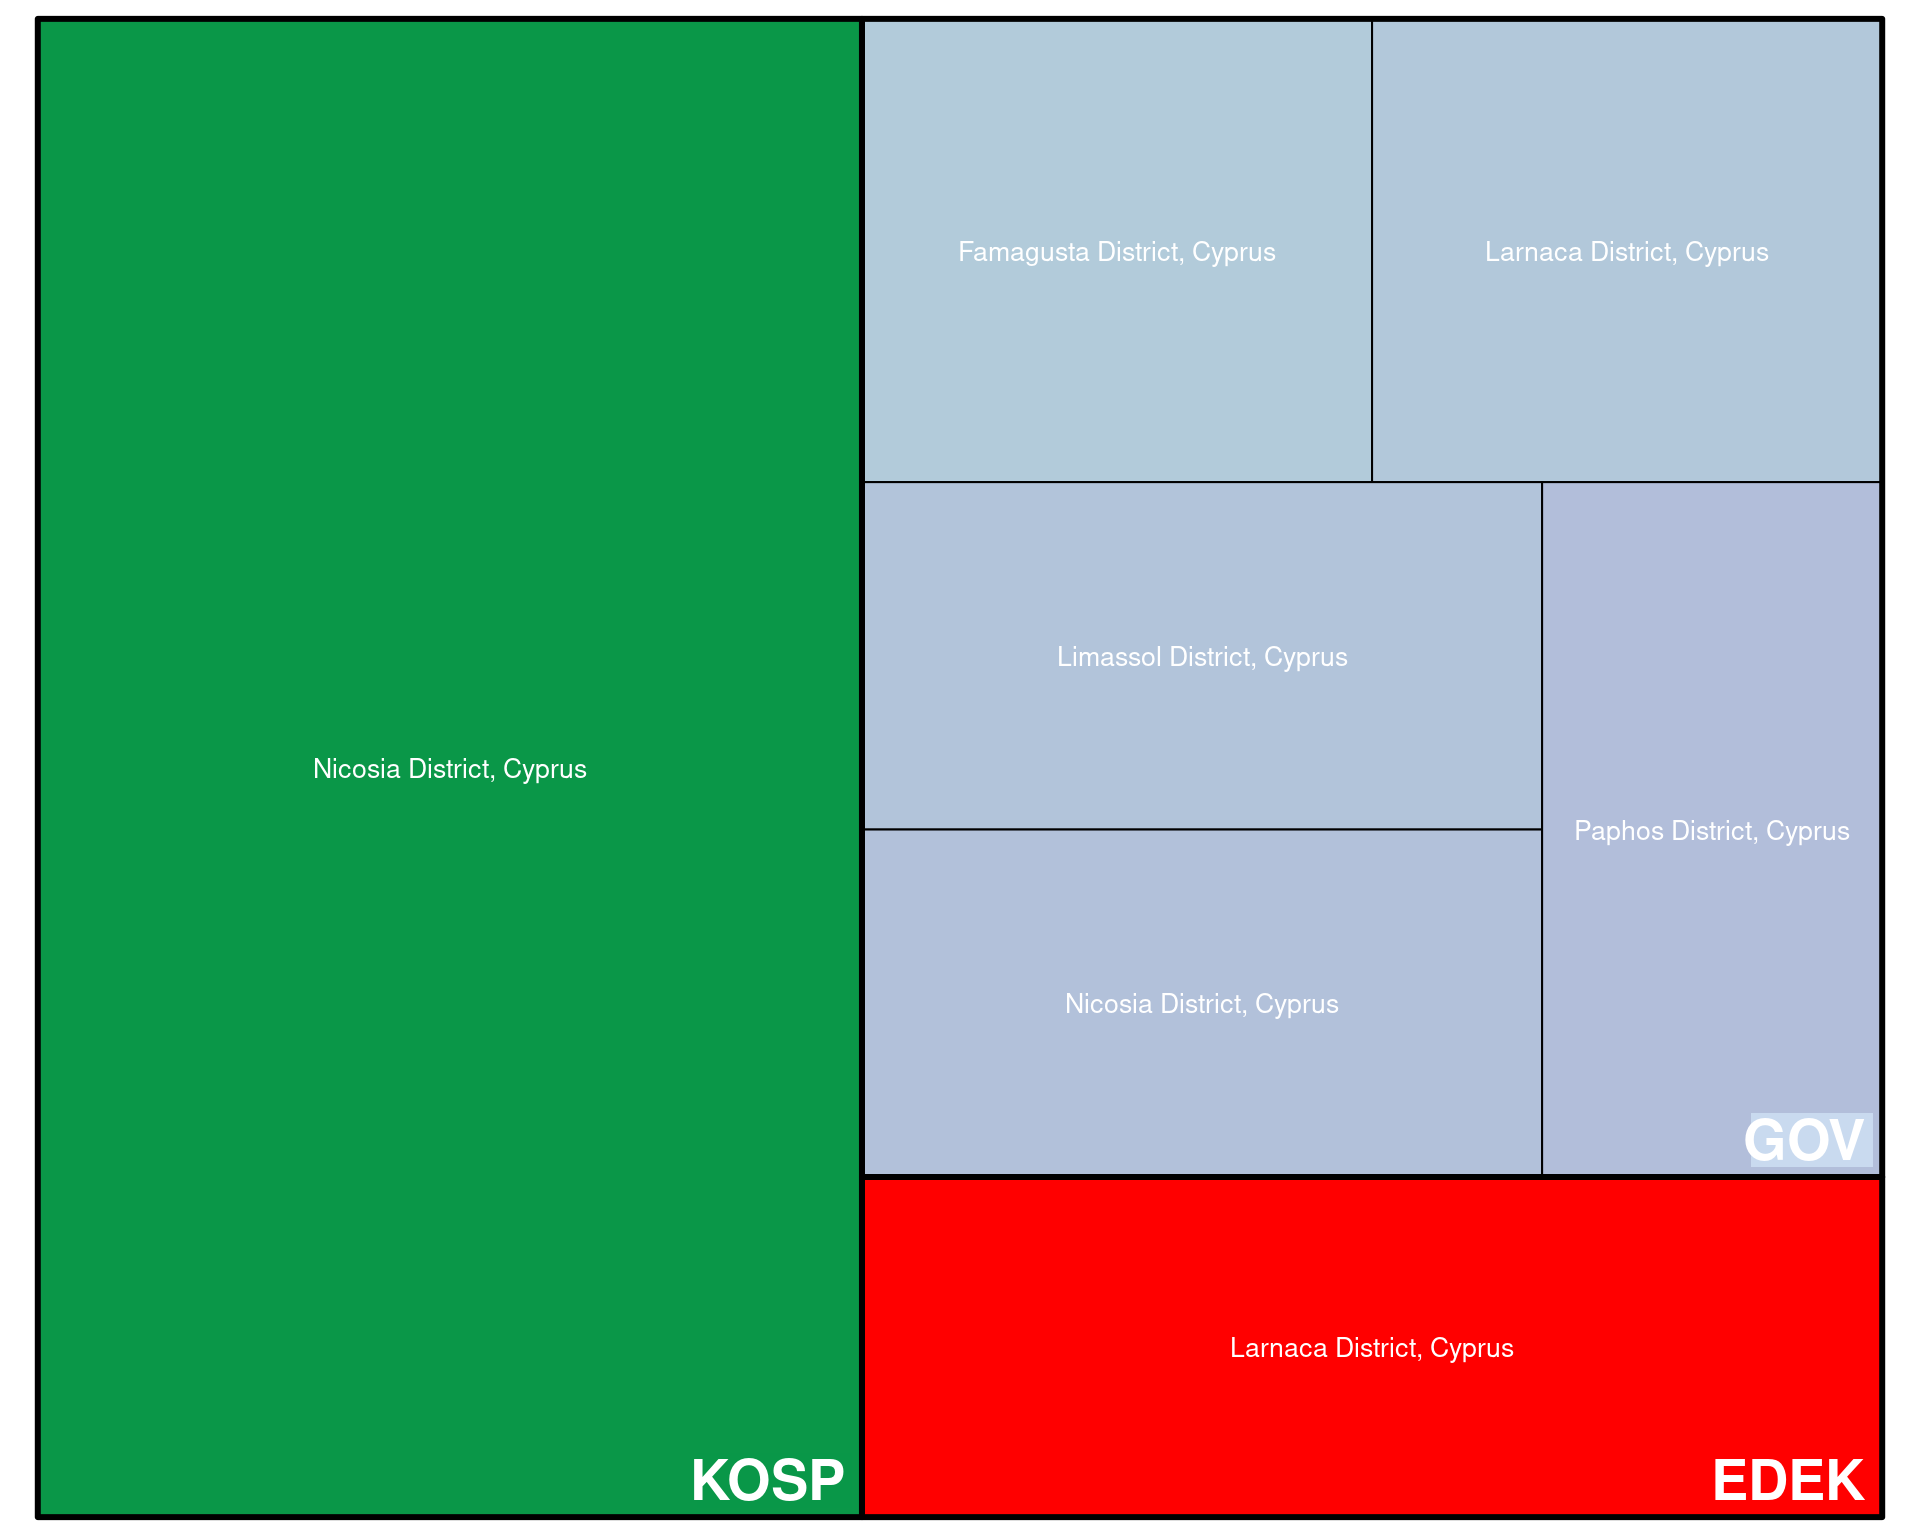 Nicosia District, Cyprus
KOSP
Famagusta District, Cyprus
Larnaca District, Cyprus
Limassol District, Cyprus
Paphos District, Cyprus
Nicosia District, Cyprus
GOV
Larnaca District, Cyprus
EDEK